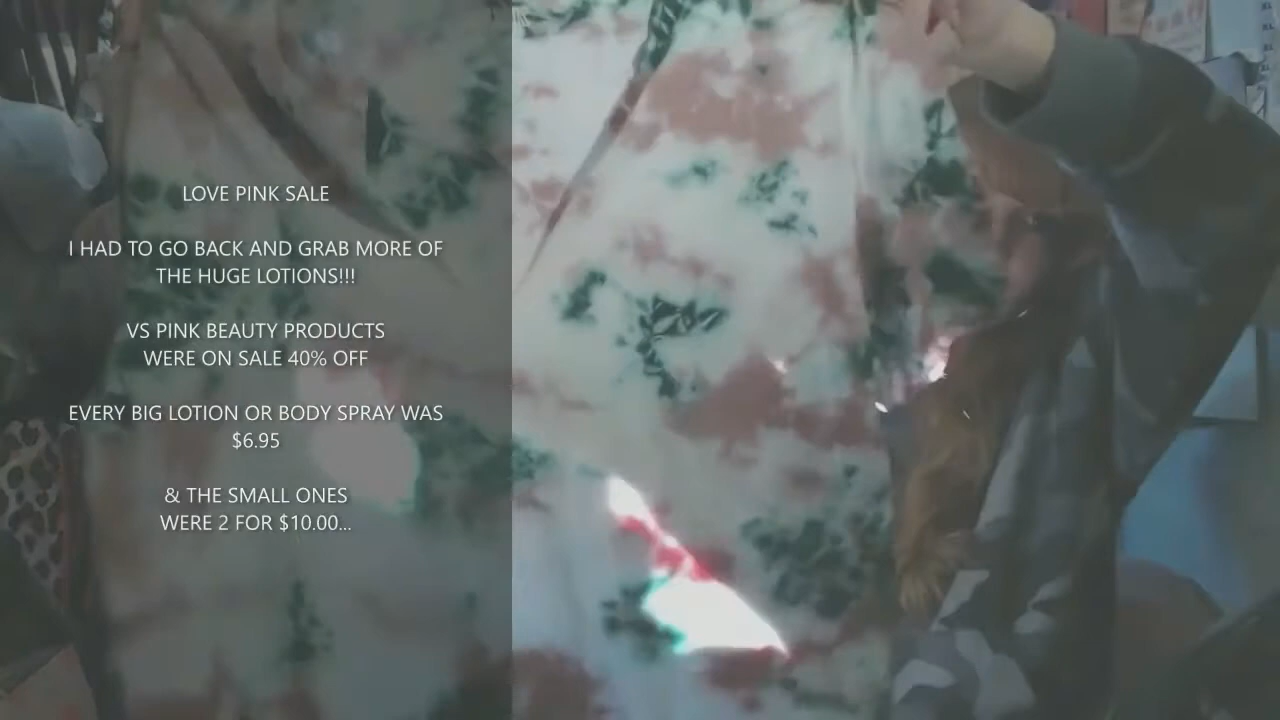 LOVE PINK SALE
I HAD TO GO BACK AND GRAB MORE OF
THE HUGE LOTIONS!!!
VS PINK BEAUTY PRODUCTS
WERE ON SALE 40% OFF
EVERY BIG LOTION OR BODY SPRAY WAS
$6.95
& THE SMALL ONES
WERE 2 FOR $10.00...